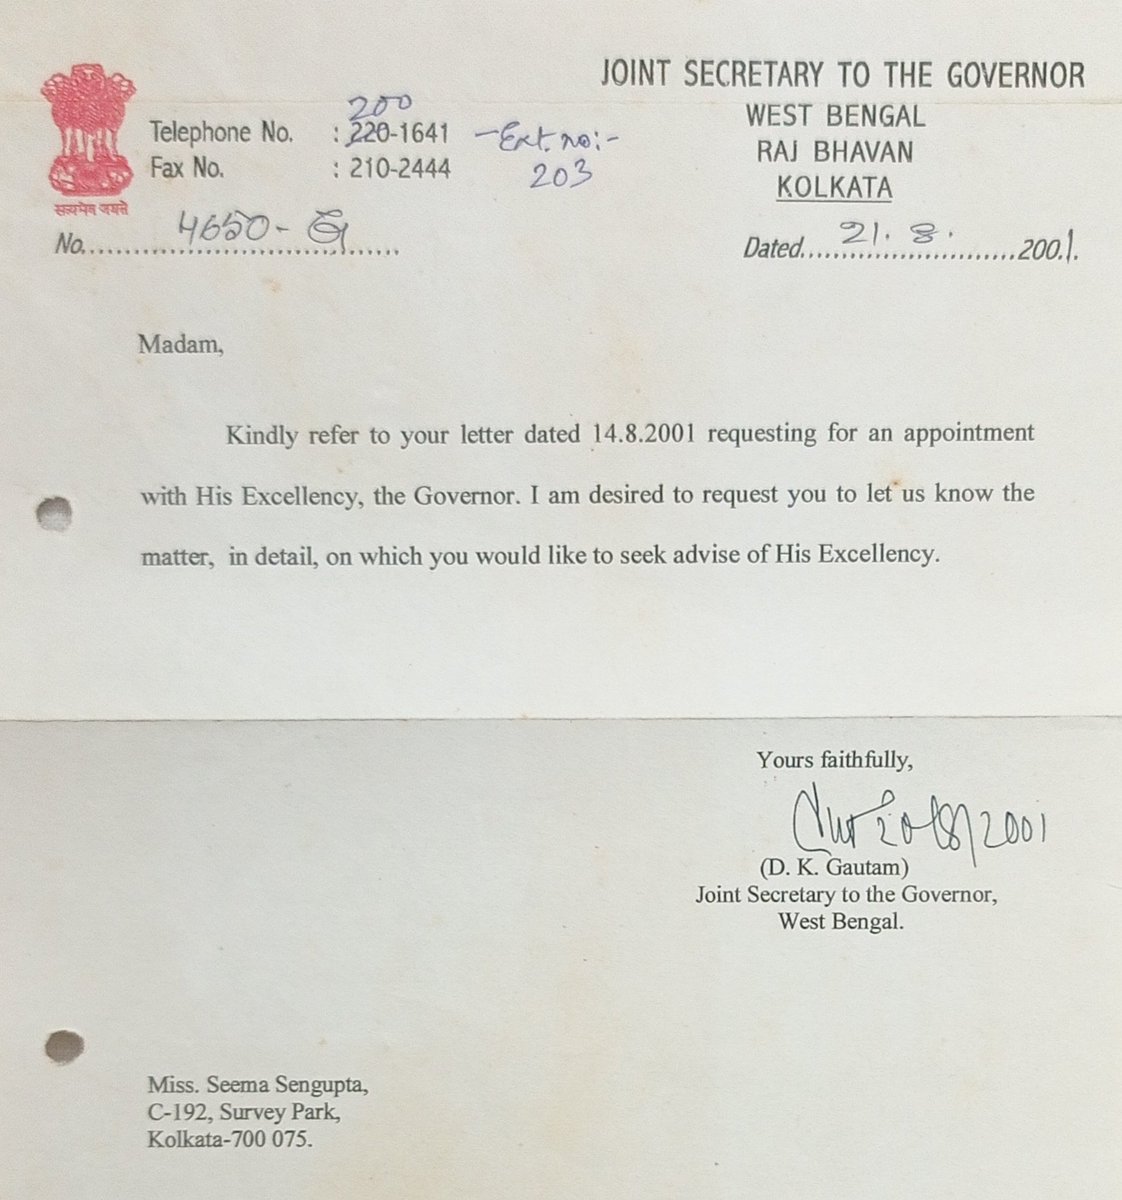 JOINT SECRETARY TO THE GOVERNOR
WEST BENGAL
RAJ BHAVAN
KOLKATA
200
Telephone No. : 220-1641 - Ext. no:-
203
Fax No. : 210-2444
सत्यमेव जयते
No. 4650-G
Dated 21.8. 2001.
Madam,
Kindly refer to your letter dated 14.8.2001 requesting for an appointment
with His Excellency, the Governor. I am desired to request you to let us know the
matter, in detail, on which you would like to seek advise of His Excellency.
Yours faithfully,
20/8/2001
(D. K. Gautam)
Joint Secretary to the Governor,
West Bengal.
Miss. Seema Sengupta,
C-192, Survey Park,
Kolkata-700 075.